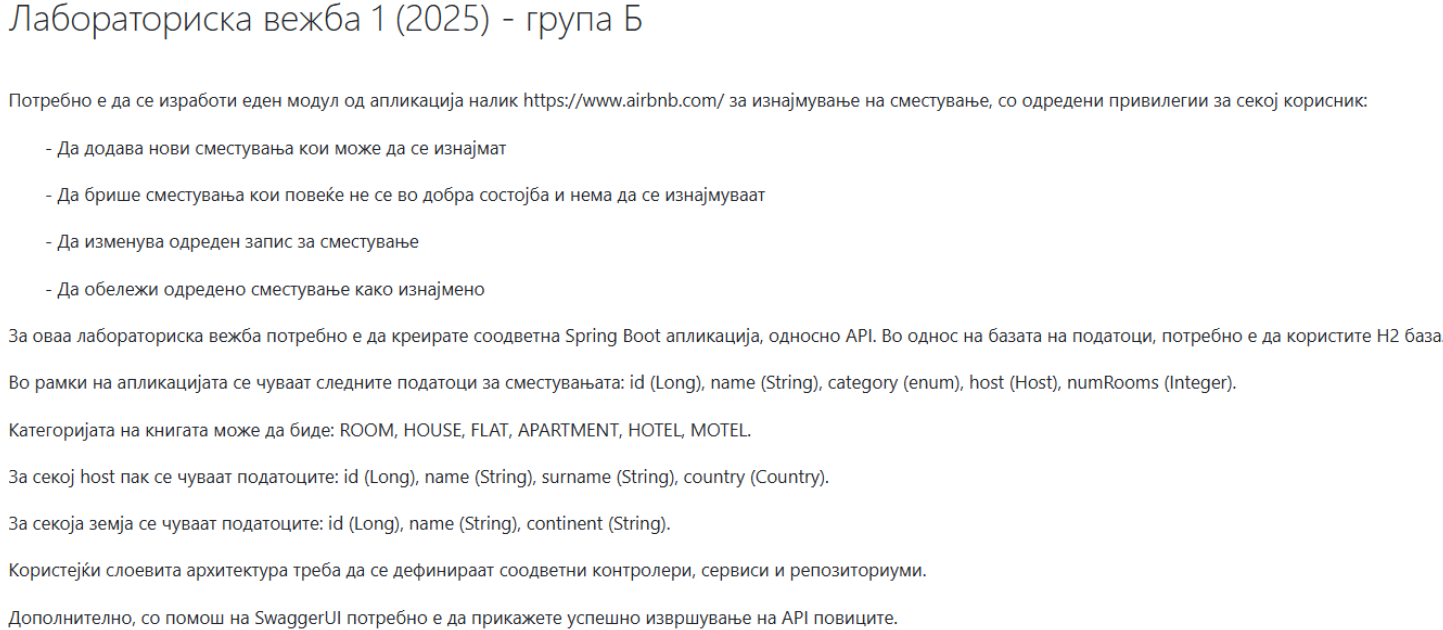 Лабораториска вежба 1 (2025) - група Б
Потребно е да се изработи еден модул од апликација налик https://www.airbnb.com/ за изнајмување на сместување, со одредени привилегии за секој корисник:
- Да додава нови сместувања кои може да се изнајмат
- Да брише сместувања кои повеќе не се во добра состојба и нема да се изнајмуваат
- Да изменува одреден запис за сместување
- Да обележи одредено сместување како изнајмено
За оваа лабораториска вежба потребно е да креирате соодветна Spring Boot апликација, односно API. Во однос на базата на податоци, потребно е да користите H2 база.
Во рамки на апликацијата се чуваат следните податоци за сместувањата: id (Long), name (String), category (enum), host (Host), numRooms (Integer).
Категоријата на книгата може да биде: ROOM, HOUSE, FLAT, APARTMENT, HOTEL, MOTEL.
За секој host пак се чуваат податоците: id (Long), name (String), surname (String), country (Country).
За секоја земја се чуваат податоците: id (Long), name (String), continent (String).
Користејќи слоевита архитектура треба да се дефинираат соодветни контролери, сервиси и репозиториуми.
Дополнително, со помош на SwaggerUI потребно е да прикажете успешно извршување на API повиците.